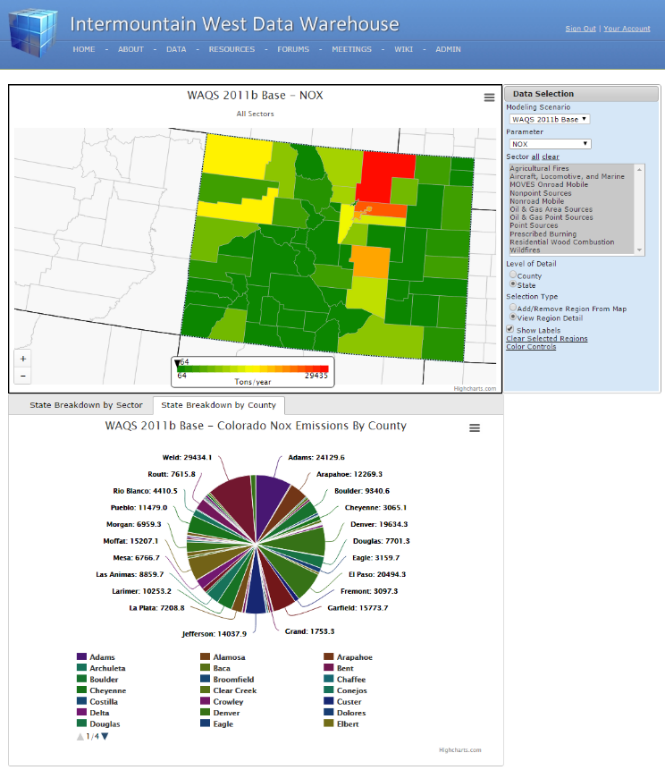 Intermountain West Data Warehouse
Sign Out | Your Account
HOME - ABOUT - DATA - RESOURCES - FORUMS - MEETINGS - WIKI - ADMIN
WAQS 2011b Base - NOX
All Sectors
+
−
64
64
29435
Tons/year
Highcharts.com
Data Selection
Modeling Scenario
WAQS 2011b Base
Parameter
NOX
Sector all clear
Agricultural Fires
Aircraft, Locomotive, and Marine
MOVES Onroad Mobile
Nonpoint Sources
Nonroad Mobile
Oil & Gas Area Sources
Oil & Gas Point Sources
Point Sources
Prescribed Burning
Residential Wood Combustion
Wildfires
Level of Detail
County
State
Selection Type
Add/Remove Region From Map
View Region Detail
Show Labels
Clear Selected Regions
Color Controls
State Breakdown by Sector
State Breakdown by County
WAQS 2011b Base - Colorado Nox Emissions By County
Weld: 29434.1
Adams: 24129.6
Routt: 7615.8
Arapahoe: 12269.3
Rio Blanco: 4410.5
Boulder: 9840.6
Pueblo: 11479.0
Cheyenne: 3065.1
Morgan: 6959.3
Denver: 19634.3
Moffat: 15207.1
Douglas: 7701.3
Mesa: 6766.7
Eagle: 3159.7
Las Animas: 8859.7
El Paso: 20494.3
Larimer: 10253.2
Fremont: 3097.3
La Plata: 7208.8
Garfield: 15773.7
Jefferson: 14037.9
Grand: 1753.3
Adams
Alamosa
Arapahoe
Archuleta
Baca
Bent
Boulder
Broomfield
Chaffee
Cheyenne
Clear Creek
Conejos
Costilla
Crowley
Custer
Delta
Denver
Dolores
Douglas
Eagle
Elbert
1/4
Highcharts.com